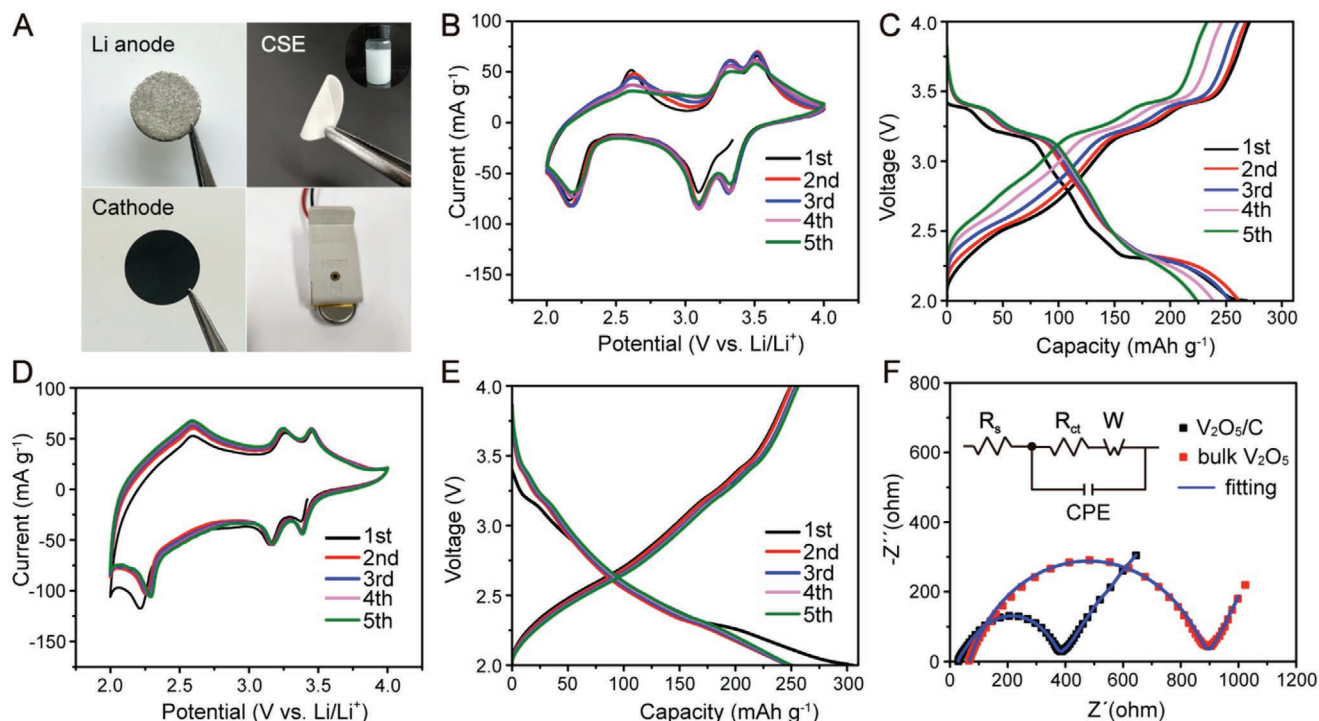 A
Li anode
CSE
Cathode
B
Current (mA g⁻¹)
100
50
0
-50
-100
-150
2.0
2.5
3.0
3.5
4.0
Potential (V vs. Li/Li⁺)
1st
2nd
3rd
4th
5th
C
Voltage (V)
4.0
3.5
3.0
2.5
2.0
0
50
100
150
200
250
300
Capacity (mAh g⁻¹)
1st
2nd
3rd
4th
5th
D
Current (mA g⁻¹)
100
50
0
-50
-100
-150
2.0
2.5
3.0
3.5
4.0
Potential (V vs. Li/Li⁺)
1st
2nd
3rd
4th
5th
E
Voltage (V)
4.0
3.5
3.0
2.5
2.0
0
50
100
150
200
250
300
Capacity (mAh g⁻¹)
1st
2nd
3rd
4th
5th
F
-Z´´(ohm)
800
600
400
200
0
0
200
400
600
800
1000
1200
Z´(ohm)
Rs
Rct
W
CPE
V₂O₅/C
bulk V₂O₅
fitting